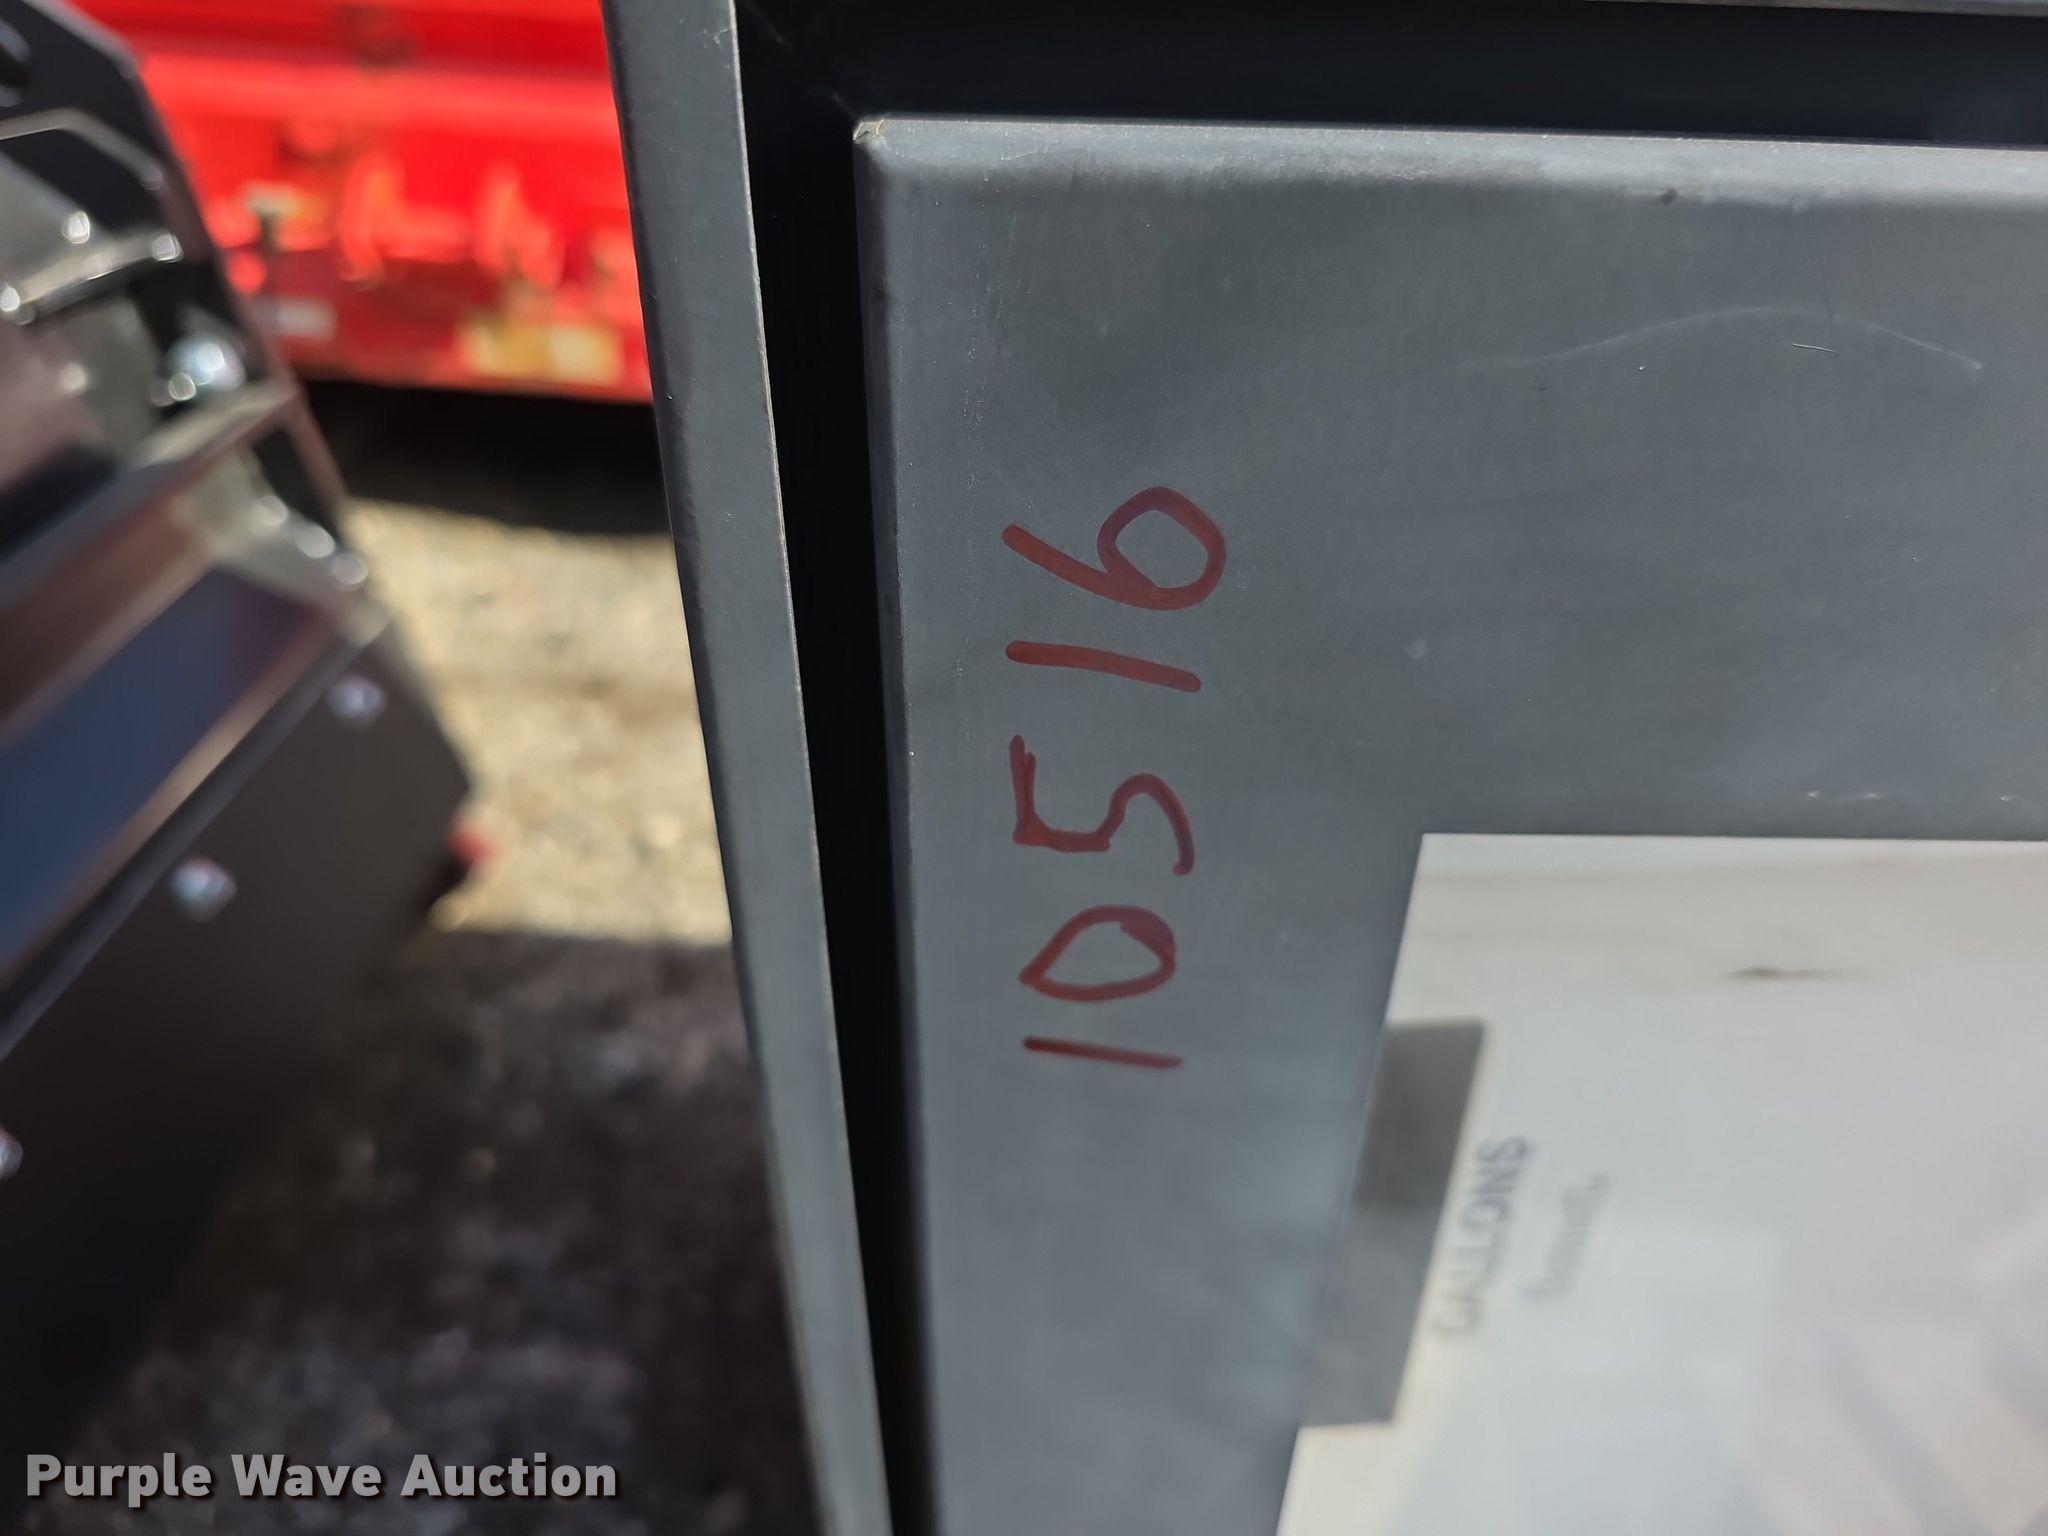 10516
GALLONS
Purple Wave Auction